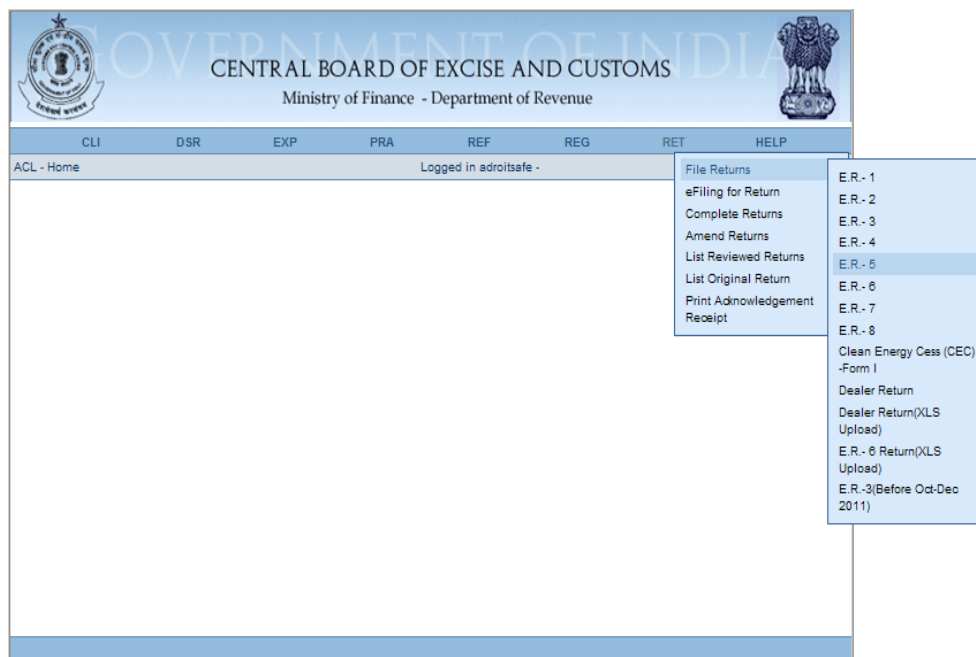 GOVERNMENT OF INDIA
CENTRAL BOARD OF EXCISE AND CUSTOMS
Ministry of Finance - Department of Revenue
CLI DSR EXP PRA REF REG RET HELP
ACL - Home Logged in adroitsafe -
File Returns
eFiling for Return
Complete Returns
Amend Returns
List Reviewed Returns
List Original Return
Print Acknowledgement
Receipt
E.R.- 1
E.R.- 2
E.R.- 3
E.R.- 4
E.R.- 5
E.R.- 6
E.R.- 7
E.R.- 8
Clean Energy Cess (CEC)
-Form I
Dealer Return
Dealer Return(XLS
Upload)
E.R.- 6 Return(XLS
Upload)
E.R.-3(Before Oct-Dec
2011)